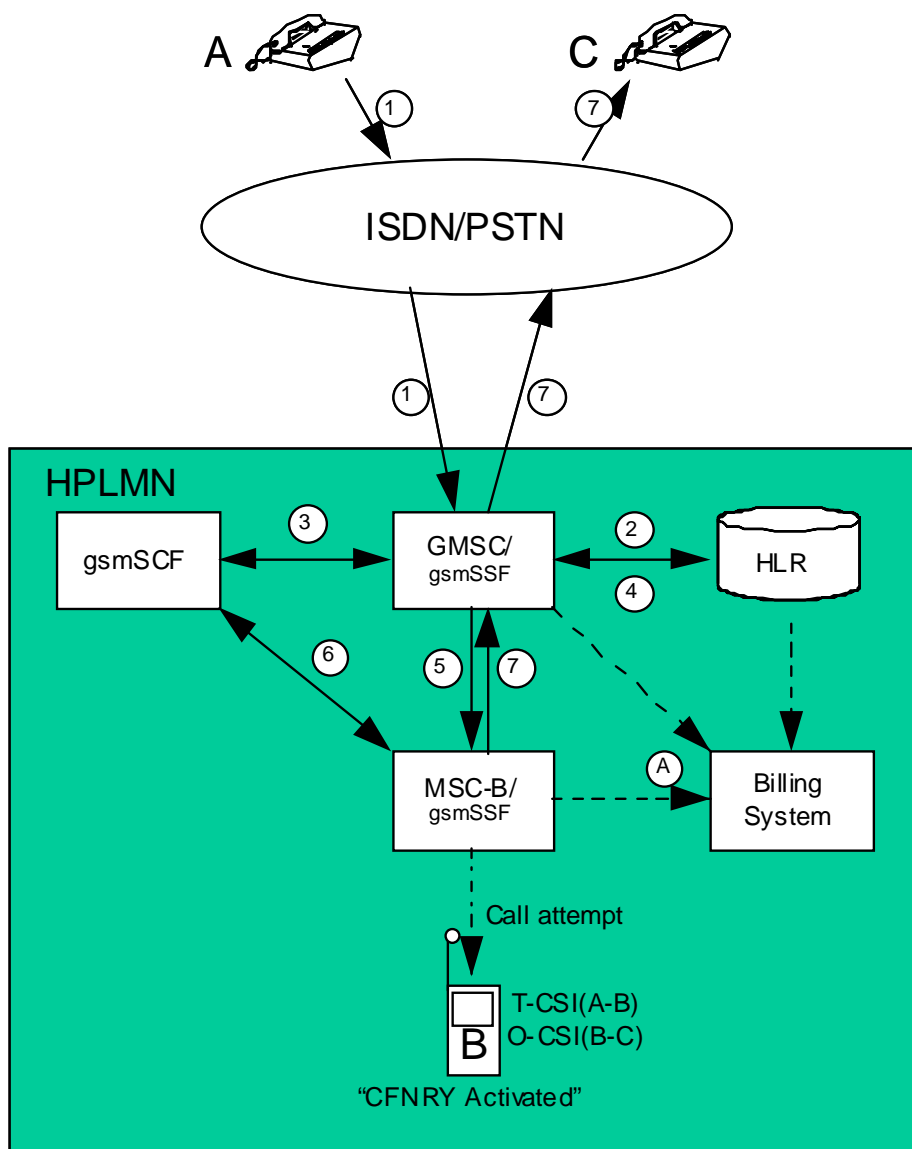 A
C
1
7
ISDN/PSTN
1
7
HPLMN
gsmSCF
3
GMSC/
gsmSSF
2
4
HLR
6
5
7
MSC-B/
gsmSSF
A
Billing
System
Call attempt
T-CSI(A-B)
B
O-CSI(B-C)
“CFNRY Activated”